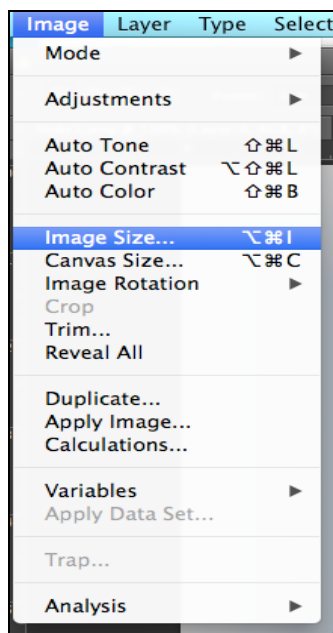 Image Layer Type Select
Mode ▶
Adjustments ▶
Auto Tone ⇧⌘L
Auto Contrast ⌥⇧⌘L
Auto Color ⇧⌘B
Image Size... ⌥⌘I
Canvas Size... ⌥⌘C
Image Rotation ▶
Crop
Trim...
Reveal All
Duplicate...
Apply Image...
Calculations...
Variables ▶
Apply Data Set...
Trap...
Analysis ▶